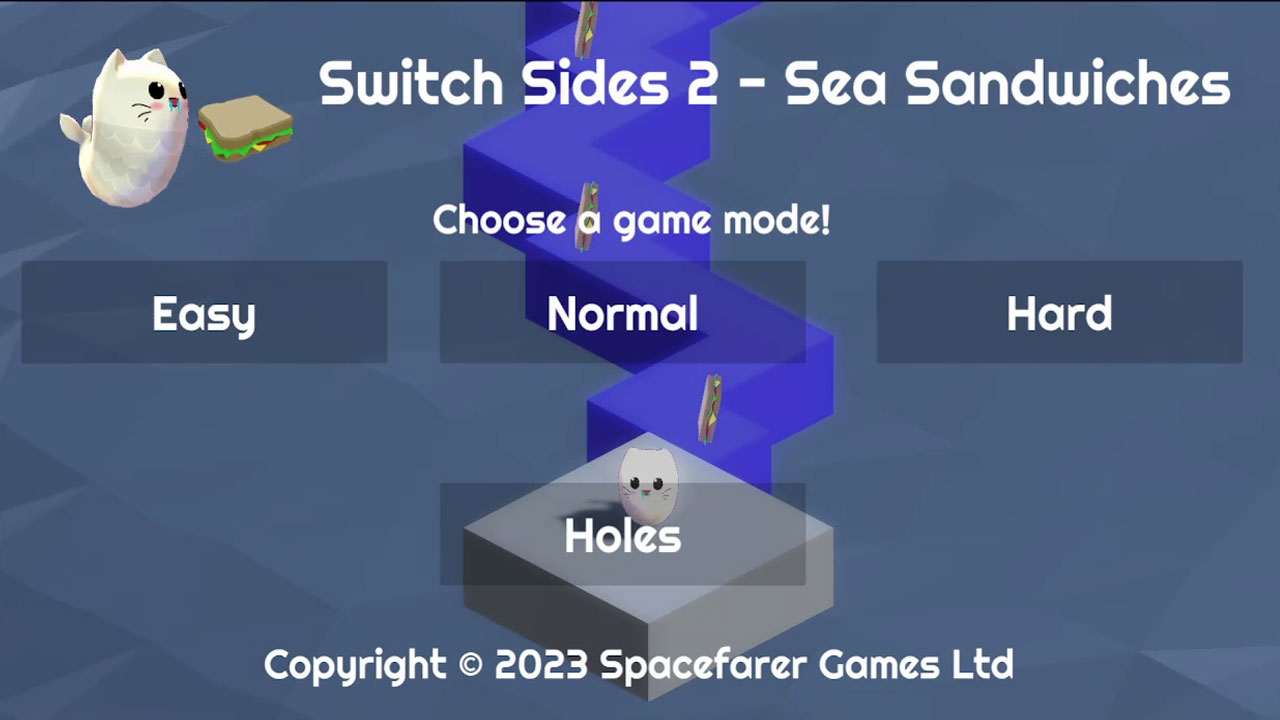 Switch Sides 2 - Sea Sandwiches
Choose a game mode!
Easy
Normal
Hard
Holes
Copyright © 2023 Spacefarer Games Ltd